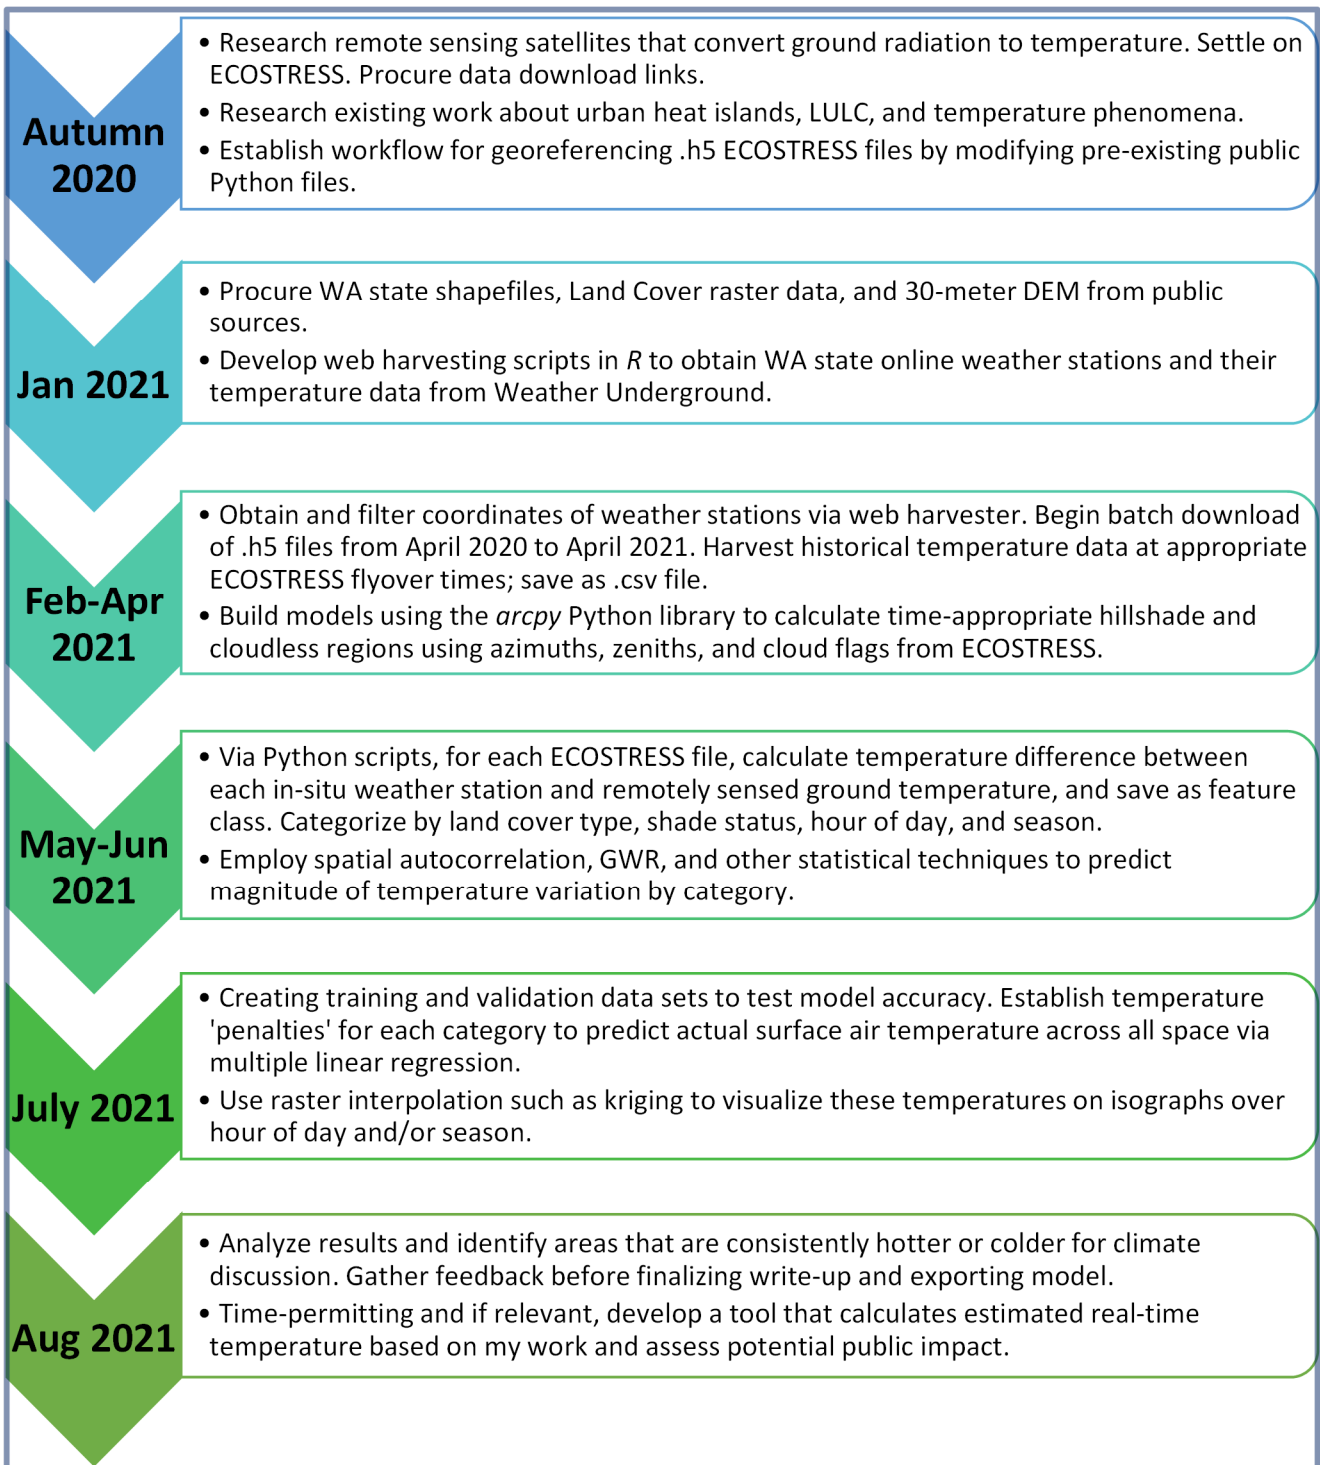 Autumn
2020
• Research remote sensing satellites that convert ground radiation to temperature. Settle on
ECOSTRESS. Procure data download links.
• Research existing work about urban heat islands, LULC, and temperature phenomena.
• Establish workflow for georeferencing .h5 ECOSTRESS files by modifying pre-existing public
Python files.
Jan 2021
• Procure WA state shapefiles, Land Cover raster data, and 30-meter DEM from public
sources.
• Develop web harvesting scripts in R to obtain WA state online weather stations and their
temperature data from Weather Underground.
Feb-Apr
2021
• Obtain and filter coordinates of weather stations via web harvester. Begin batch download
of .h5 files from April 2020 to April 2021. Harvest historical temperature data at appropriate
ECOSTRESS flyover times; save as .csv file.
• Build models using the arcpy Python library to calculate time-appropriate hillshade and
cloudless regions using azimuths, zeniths, and cloud flags from ECOSTRESS.
May-Jun
2021
• Via Python scripts, for each ECOSTRESS file, calculate temperature difference between
each in-situ weather station and remotely sensed ground temperature, and save as feature
class. Categorize by land cover type, shade status, hour of day, and season.
• Employ spatial autocorrelation, GWR, and other statistical techniques to predict
magnitude of temperature variation by category.
July 2021
• Creating training and validation data sets to test model accuracy. Establish temperature
'penalties' for each category to predict actual surface air temperature across all space via
multiple linear regression.
• Use raster interpolation such as kriging to visualize these temperatures on isographs over
hour of day and/or season.
Aug 2021
• Analyze results and identify areas that are consistently hotter or colder for climate
discussion. Gather feedback before finalizing write-up and exporting model.
• Time-permitting and if relevant, develop a tool that calculates estimated real-time
temperature based on my work and assess potential public impact.